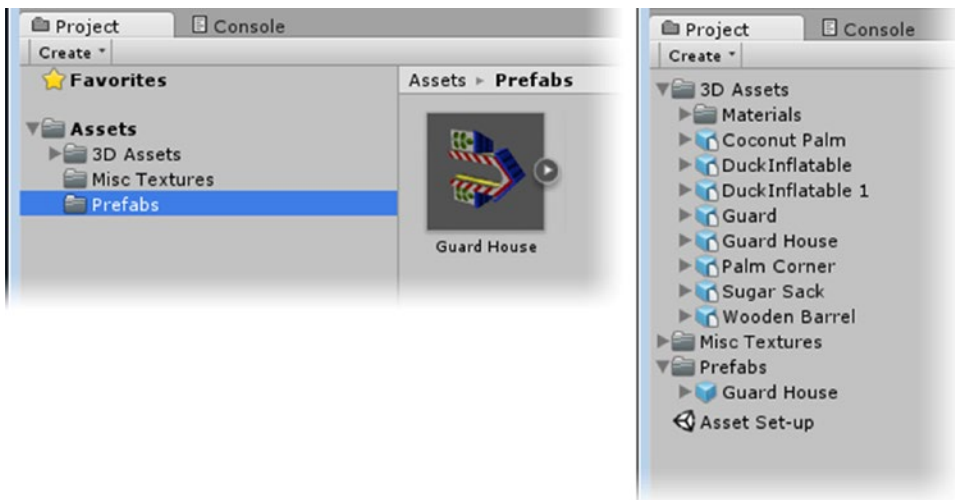 Project Console
Create
Favorites
Assets Prefabs
Assets
3D Assets
Misc Textures
Prefabs
Guard House
Project Console
Create
3D Assets
Materials
Coconut Palm
DuckInflatable
DuckInflatable 1
Guard
Guard House
Palm Corner
Sugar Sack
Wooden Barrel
Misc Textures
Prefabs
Guard House
Asset Set-up